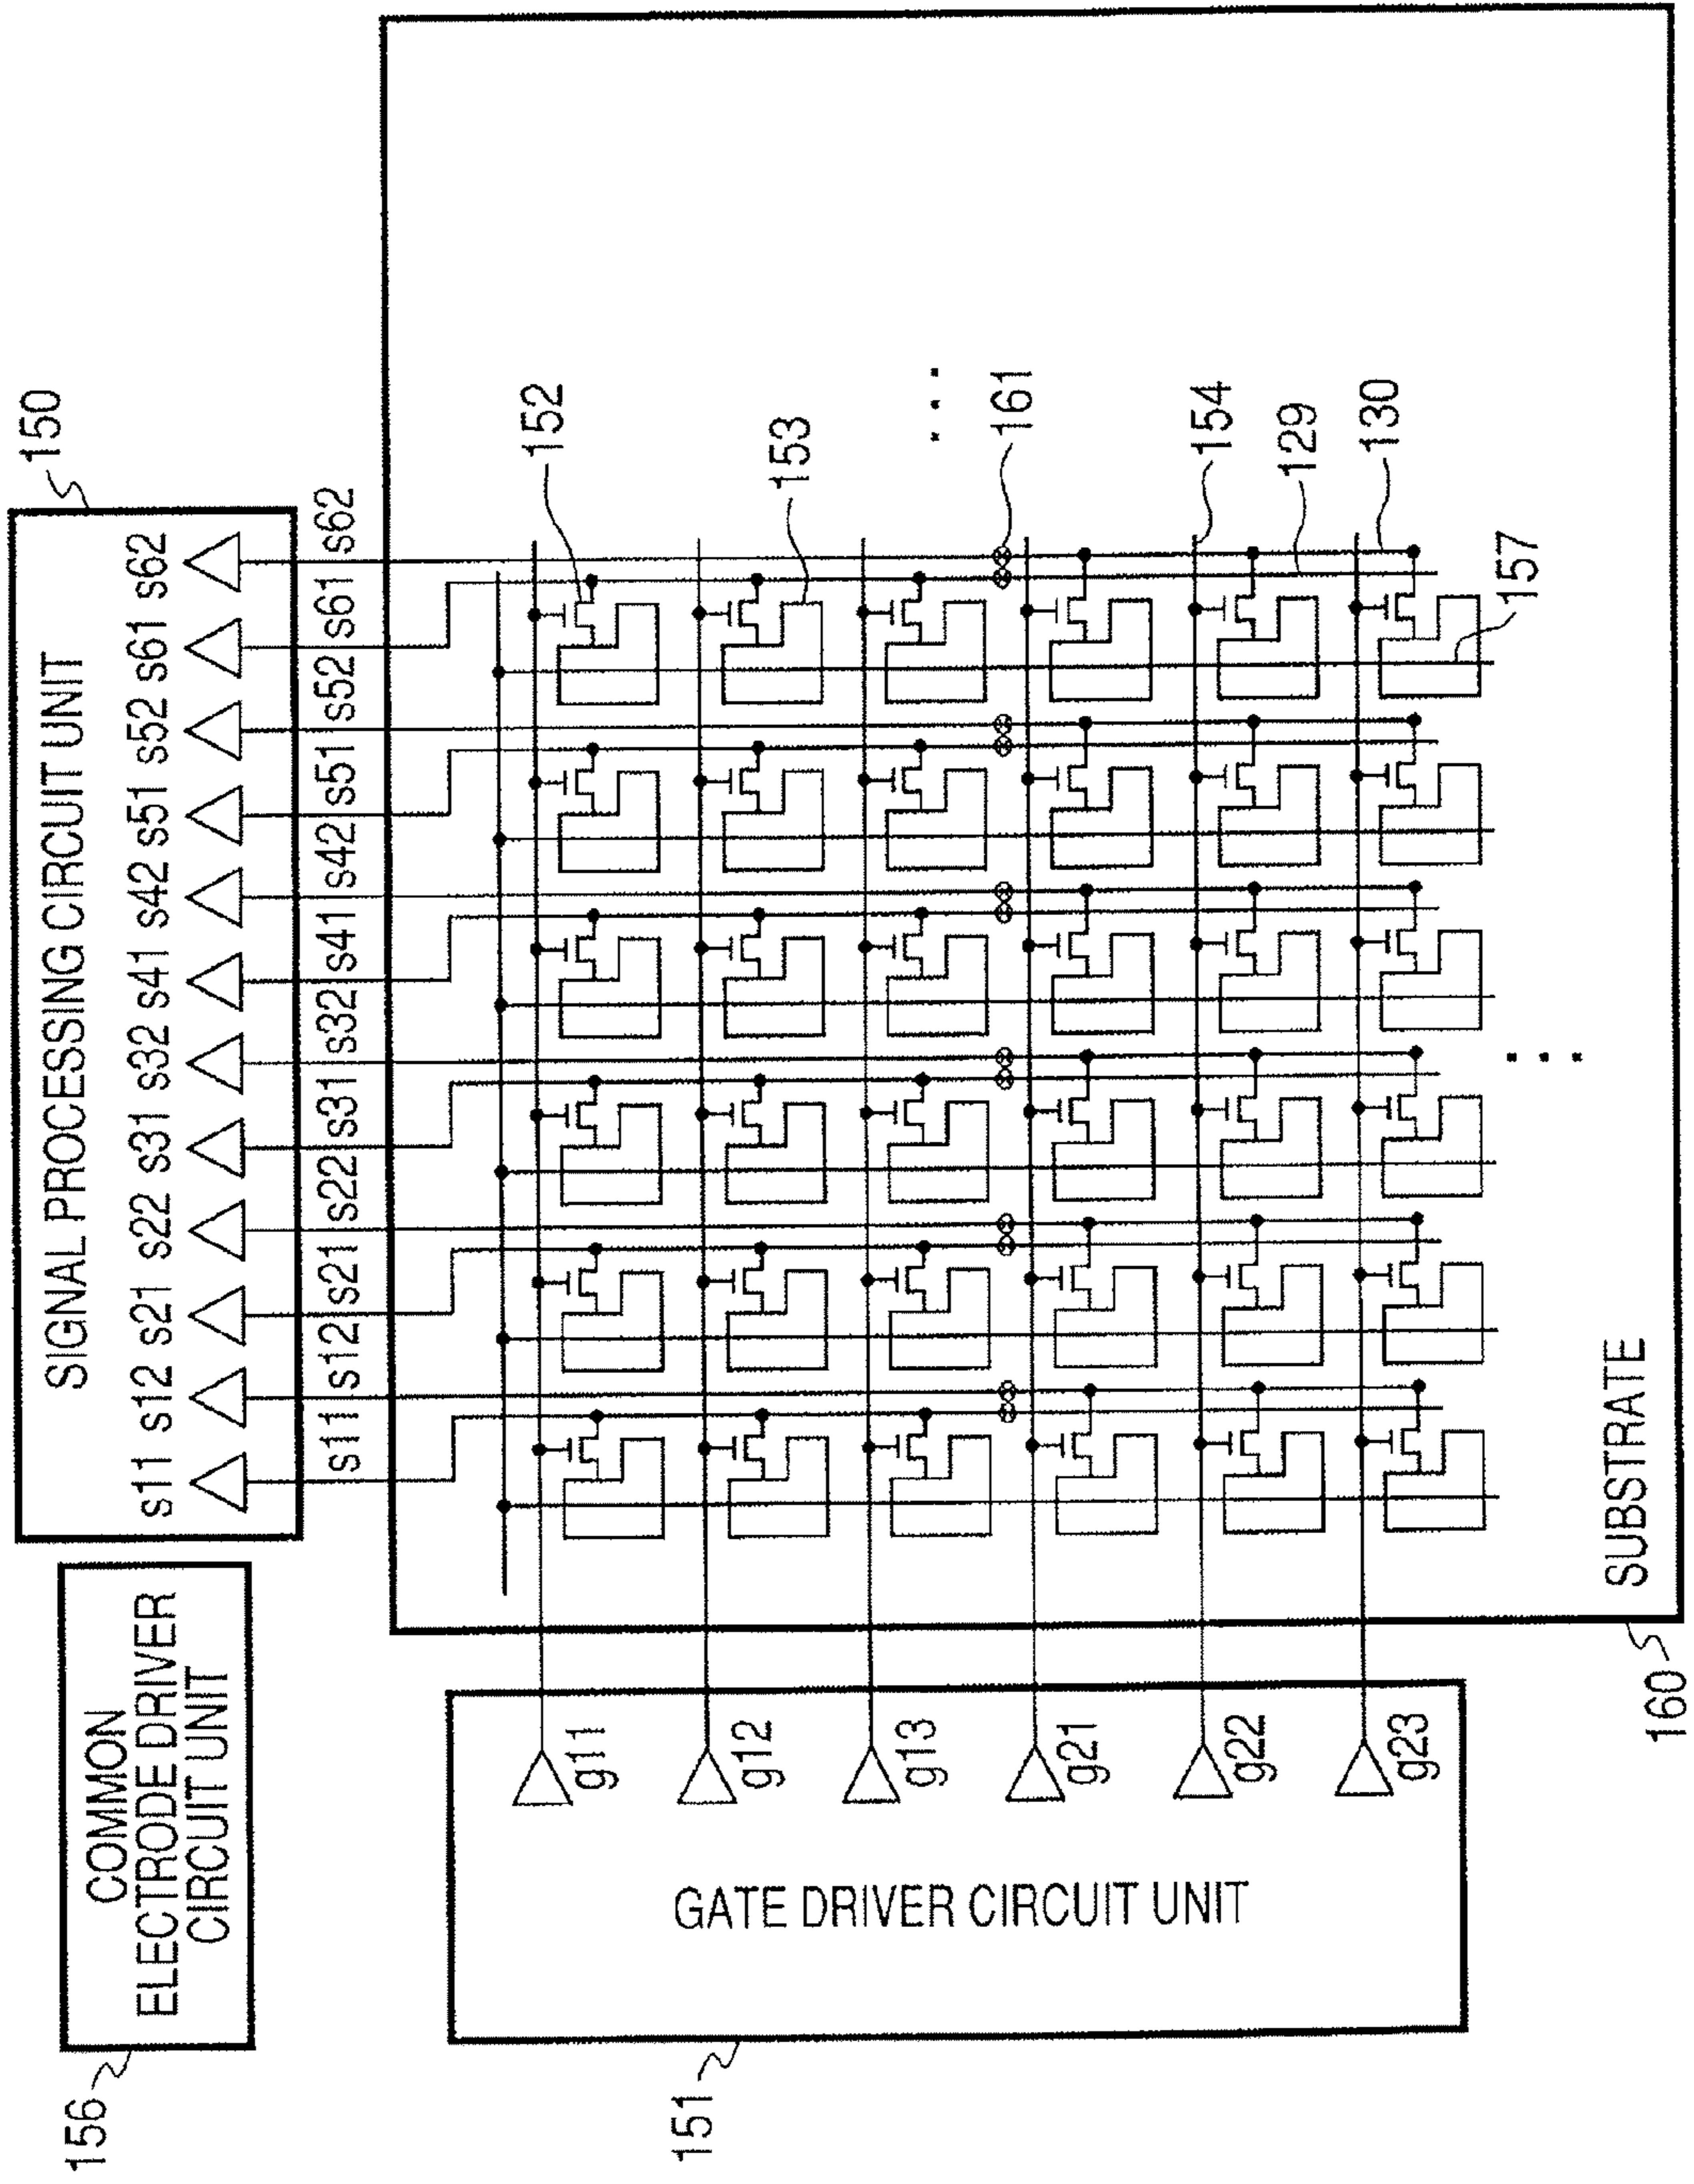 156
COMMON
ELECTRODE DRIVER
CIRCUIT UNIT
150
SIGNAL PROCESSING CIRCUIT UNIT
s11 s12 s21 s22 s31 s32 s41 s42 s51 s52 s61 s62
s11 s12 s21 s22 s31 s32 s41 s42 s51 s52 s61 s62
151
GATE DRIVER CIRCUIT UNIT
g11
g12
g13
g21
g22
g23
152
153
...
161
154
129
130
157
...
SUBSTRATE
160